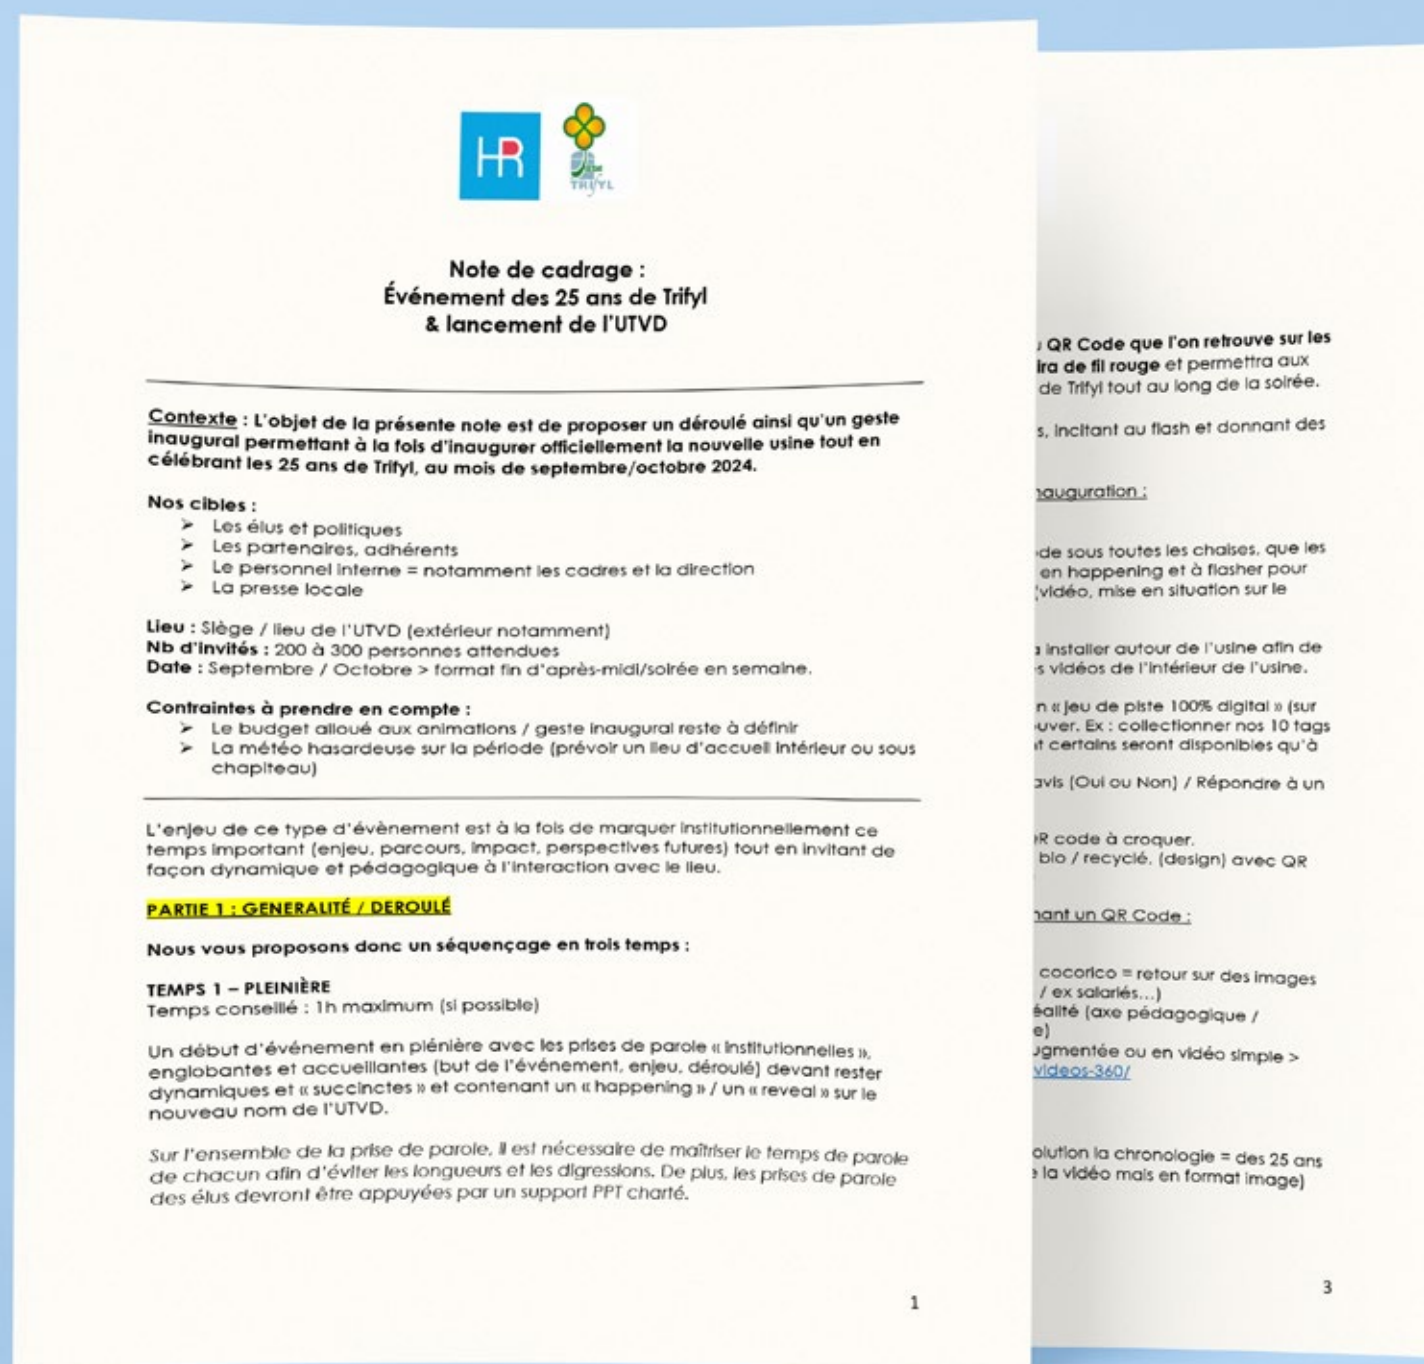 HR
TRIFYL
Note de cadrage :
Événement des 25 ans de Trifyl
& lancement de l'UTVD
Contexte : L'objet de la présente note est de proposer un déroulé ainsi qu'un geste
inaugural permettant à la fois d'inaugurer officiellement la nouvelle usine tout en
célébrant les 25 ans de Trifyl, au mois de septembre/octobre 2024.
Nos cibles :
➢ Les élus et politiques
➢ Les partenaires, adhérents
➢ Le personnel interne = notamment les cadres et la direction
➢ La presse locale
Lieu : Siège / lieu de l'UTVD (extérieur notamment)
Nb d'invités : 200 à 300 personnes attendues
Date : Septembre / Octobre > format fin d'après-midi/soirée en semaine.
Contraintes à prendre en compte :
➢ Le budget alloué aux animations / geste inaugural reste à définir
➢ La météo hasardeuse sur la période (prévoir un lieu d'accueil intérieur ou sous
chapiteau)
L'enjeu de ce type d'évènement est à la fois de marquer institutionnellement ce
temps important (enjeu, parcours, impact, perspectives futures) tout en invitant de
façon dynamique et pédagogique à l'interaction avec le lieu.
PARTIE 1 : GENERALITÉ / DEROULÉ
Nous vous proposons donc un séquençage en trois temps :
TEMPS 1 – PLEINIÈRE
Temps conseillé : 1h maximum (si possible)
Un début d'événement en plénière avec les prises de parole « institutionnelles »,
englobantes et accueillantes (but de l'événement, enjeu, déroulé) devant rester
dynamiques et « succinctes » et contenant un « happening » / un « reveal » sur le
nouveau nom de l'UTVD.
Sur l'ensemble de la prise de parole, il est nécessaire de maîtriser le temps de parole
de chacun afin d'éviter les longueurs et les digressions. De plus, les prises de parole
des élus devront être appuyées par un support PPT charté.
1
QR Code que l'on retrouve sur les
ira de fil rouge et permettra aux
de Trifyl tout au long de la soirée.
s, incitant au flash et donnant des
nauguration :
de sous toutes les chaises, que les
en happening et à flasher pour
(vidéo, mise en situation sur le
à installer autour de l'usine afin de
s vidéos de l'intérieur de l'usine.
n « jeu de piste 100% digital » (sur
uver. Ex : collectionner nos 10 tags
t certains seront disponibles qu'à
avis (Oui ou Non) / Répondre à un
R code à croquer.
bio / recyclé. (design) avec QR
nant un QR Code :
cocorico = retour sur des images
/ ex salariés...)
éalité (axe pédagogique /
e)
ugmentée ou en vidéo simple >
videos-360/
olution la chronologie = des 25 ans
la vidéo mais en format image)
3